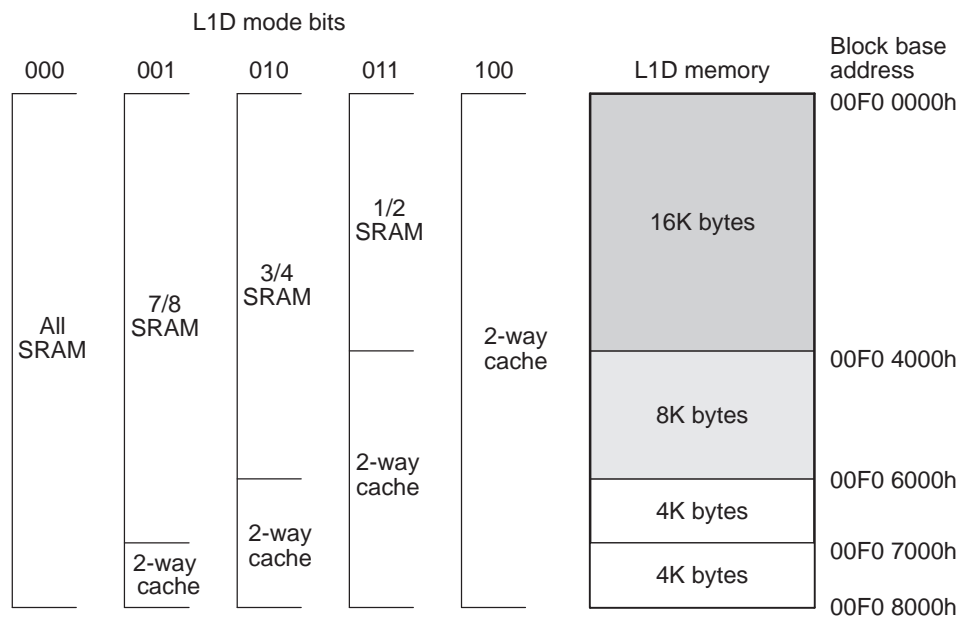 L1D mode bits
000 001 010 011 100 L1D memory
Block base
address
00F0 0000h
1/2
SRAM
16K bytes
3/4
SRAM
7/8
SRAM
All
SRAM
2-way
cache
00F0 4000h
8K bytes
2-way
cache
00F0 6000h
4K bytes
2-way
cache
00F0 7000h
2-way
cache
4K bytes
00F0 8000h